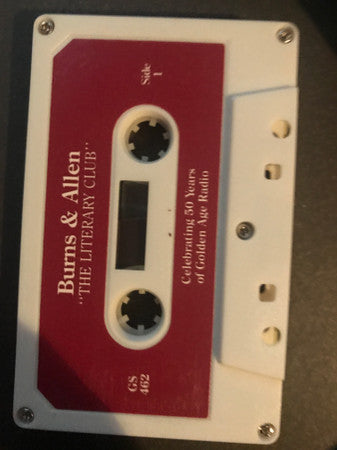 Burns & Allen
"THE LITERARY CLUB"
GS
462
Side
1
Celebrating 50 Years
of Golden Age Radio